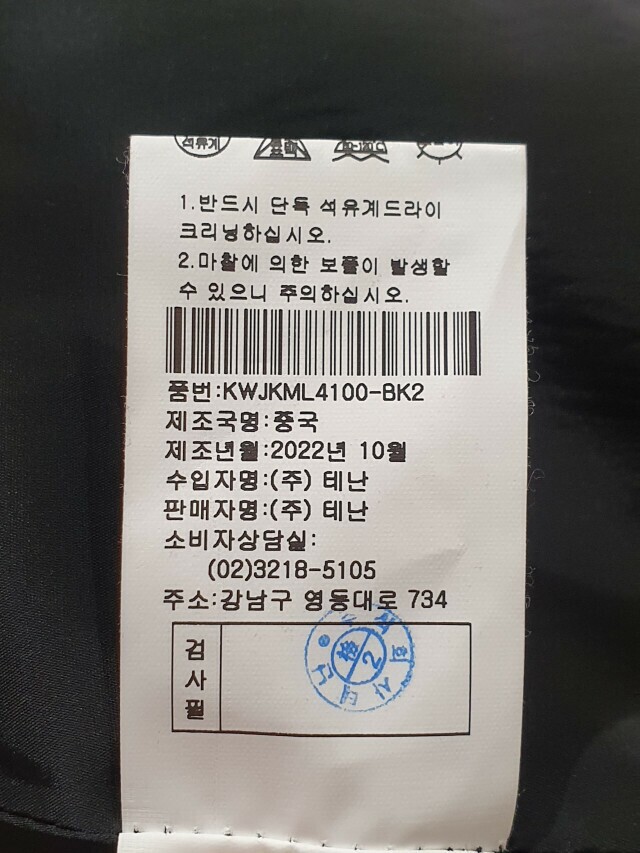 석유계
1.반드시 단독 석유계드라이
크리닝하십시오.
2.마찰에 의한 보풀이 발생할
수 있으니 주의하십시오.
품번:KWJKML4100-BK2
제조국명:중국
제조년월:2022년 10월
수입자명:(주) 테난
판매자명:(주) 테난
소비자상담실:
(02)3218-5105
주소:강남구 영동대로 734
검사필
2